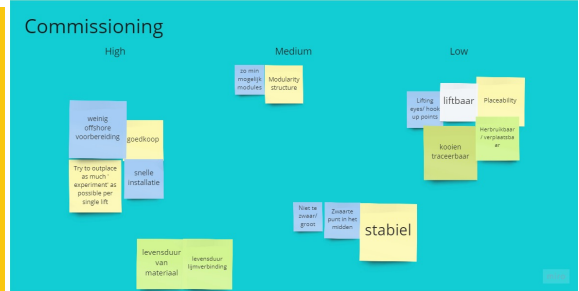 Commissioning
High
Medium
Low
zo min
mogelijk
modules
Modularity
structure
Lifting
eyes/ hook
up points
liftbaar
Placeability
weinig
offshore
voorbereiding
goedkoop
kooien
traceerbaar
Herbruikbaar
/ verplaatsba
ar
Try to outplace
as much '
experiment' as
possible per
single lift
snelle
installatie
Niet te
zwaar/
groot
Zwaarte
punt in het
midden
stabiel
levensduur
van
materiaal
levensduur
lijmverbinding